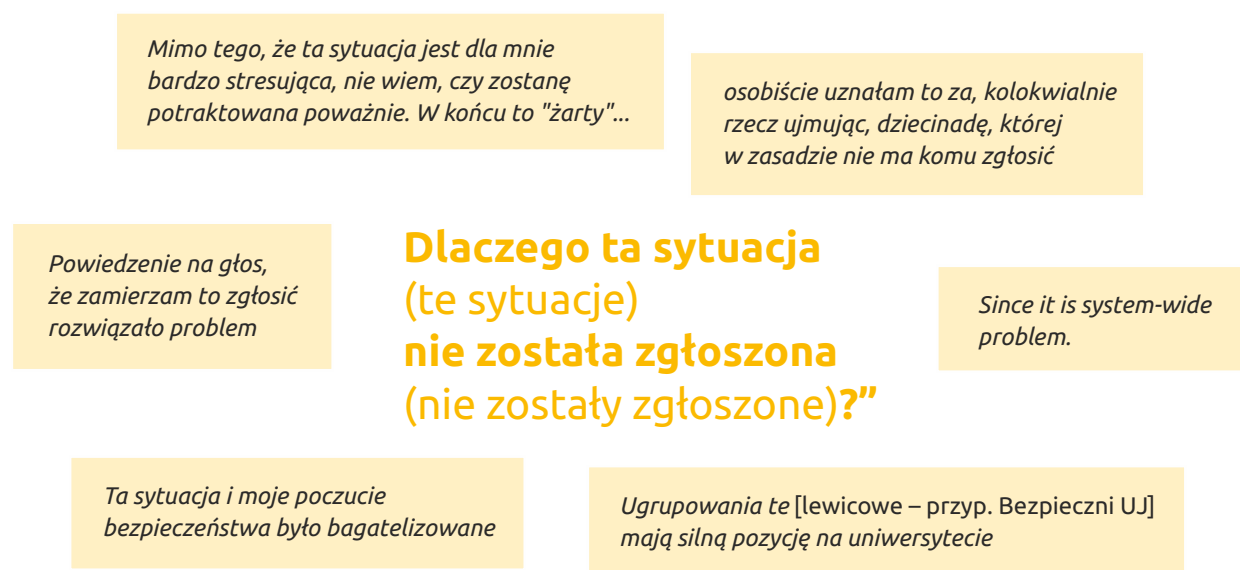 Mimo tego, że ta sytuacja jest dla mnie
bardzo stresująca, nie wiem, czy zostanę
potraktowana poważnie. W końcu to "żarty"...
osobiście uznałam to za, kolokwialnie
rzecz ujmując, dziecinadę, której
w zasadzie nie ma komu zgłosić
Powiedzenie na głos,
że zamierzam to zgłosić
rozwiązało problem
Dlaczego ta sytuacja
(te sytuacje)
nie została zgłoszona
(nie zostały zgłoszone)?”
Since it is system-wide
problem.
Ta sytuacja i moje poczucie
bezpieczeństwa było bagatelizowane
Ugrupowania te [lewicowe – przyp. Bezpieczni UJ]
mają silną pozycję na uniwersytecie